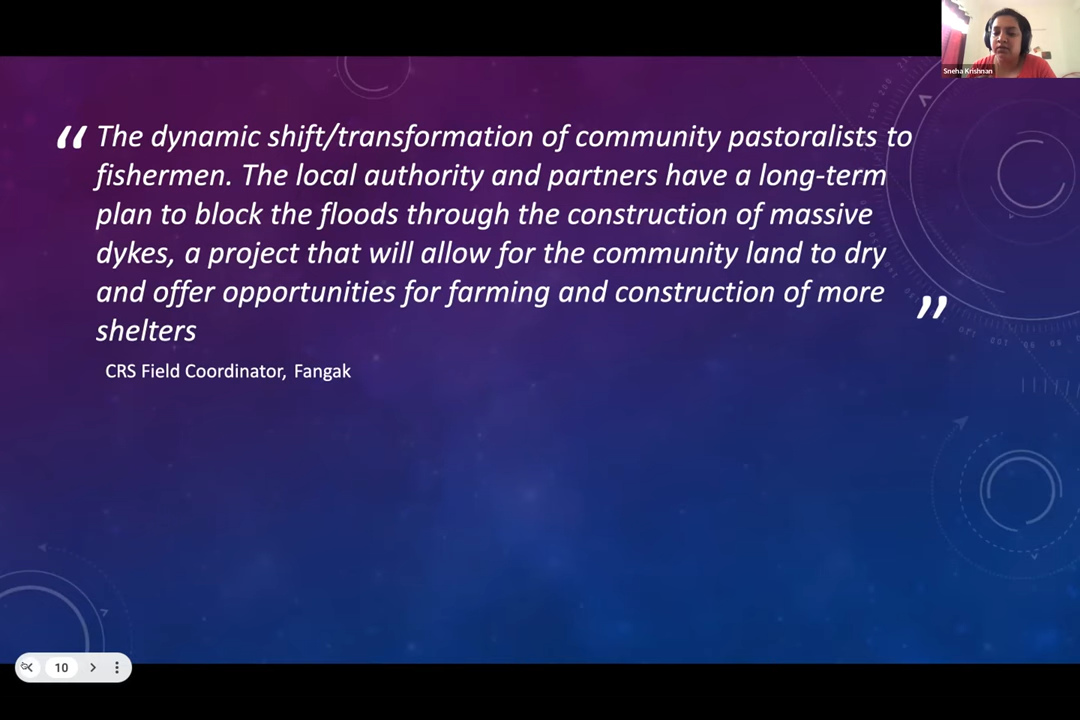 Sneha Krishnan
“ The dynamic shift/transformation of community pastoralists to
fishermen. The local authority and partners have a long-term
plan to block the floods through the construction of massive
dykes, a project that will allow for the community land to dry
and offer opportunities for farming and construction of more ”
shelters
CRS Field Coordinator, Fangak
10